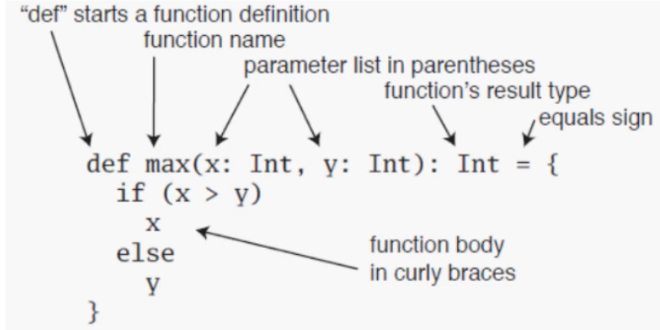 “def” starts a function definition
function name
parameter list in parentheses
function's result type
equals sign
def max(x: Int, y: Int): Int = {
if (x > y)
x
else
y
}
function body
in curly braces